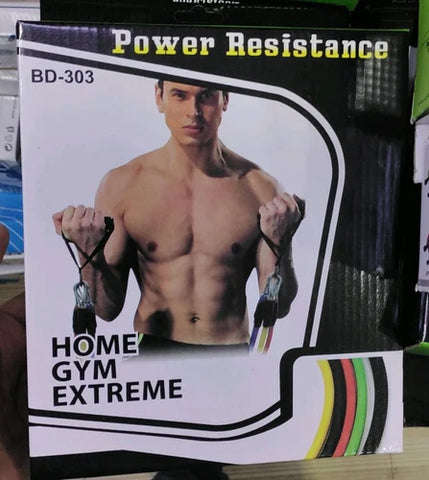 Power Resistance
BD-303
HOME
GYM
EXTREME